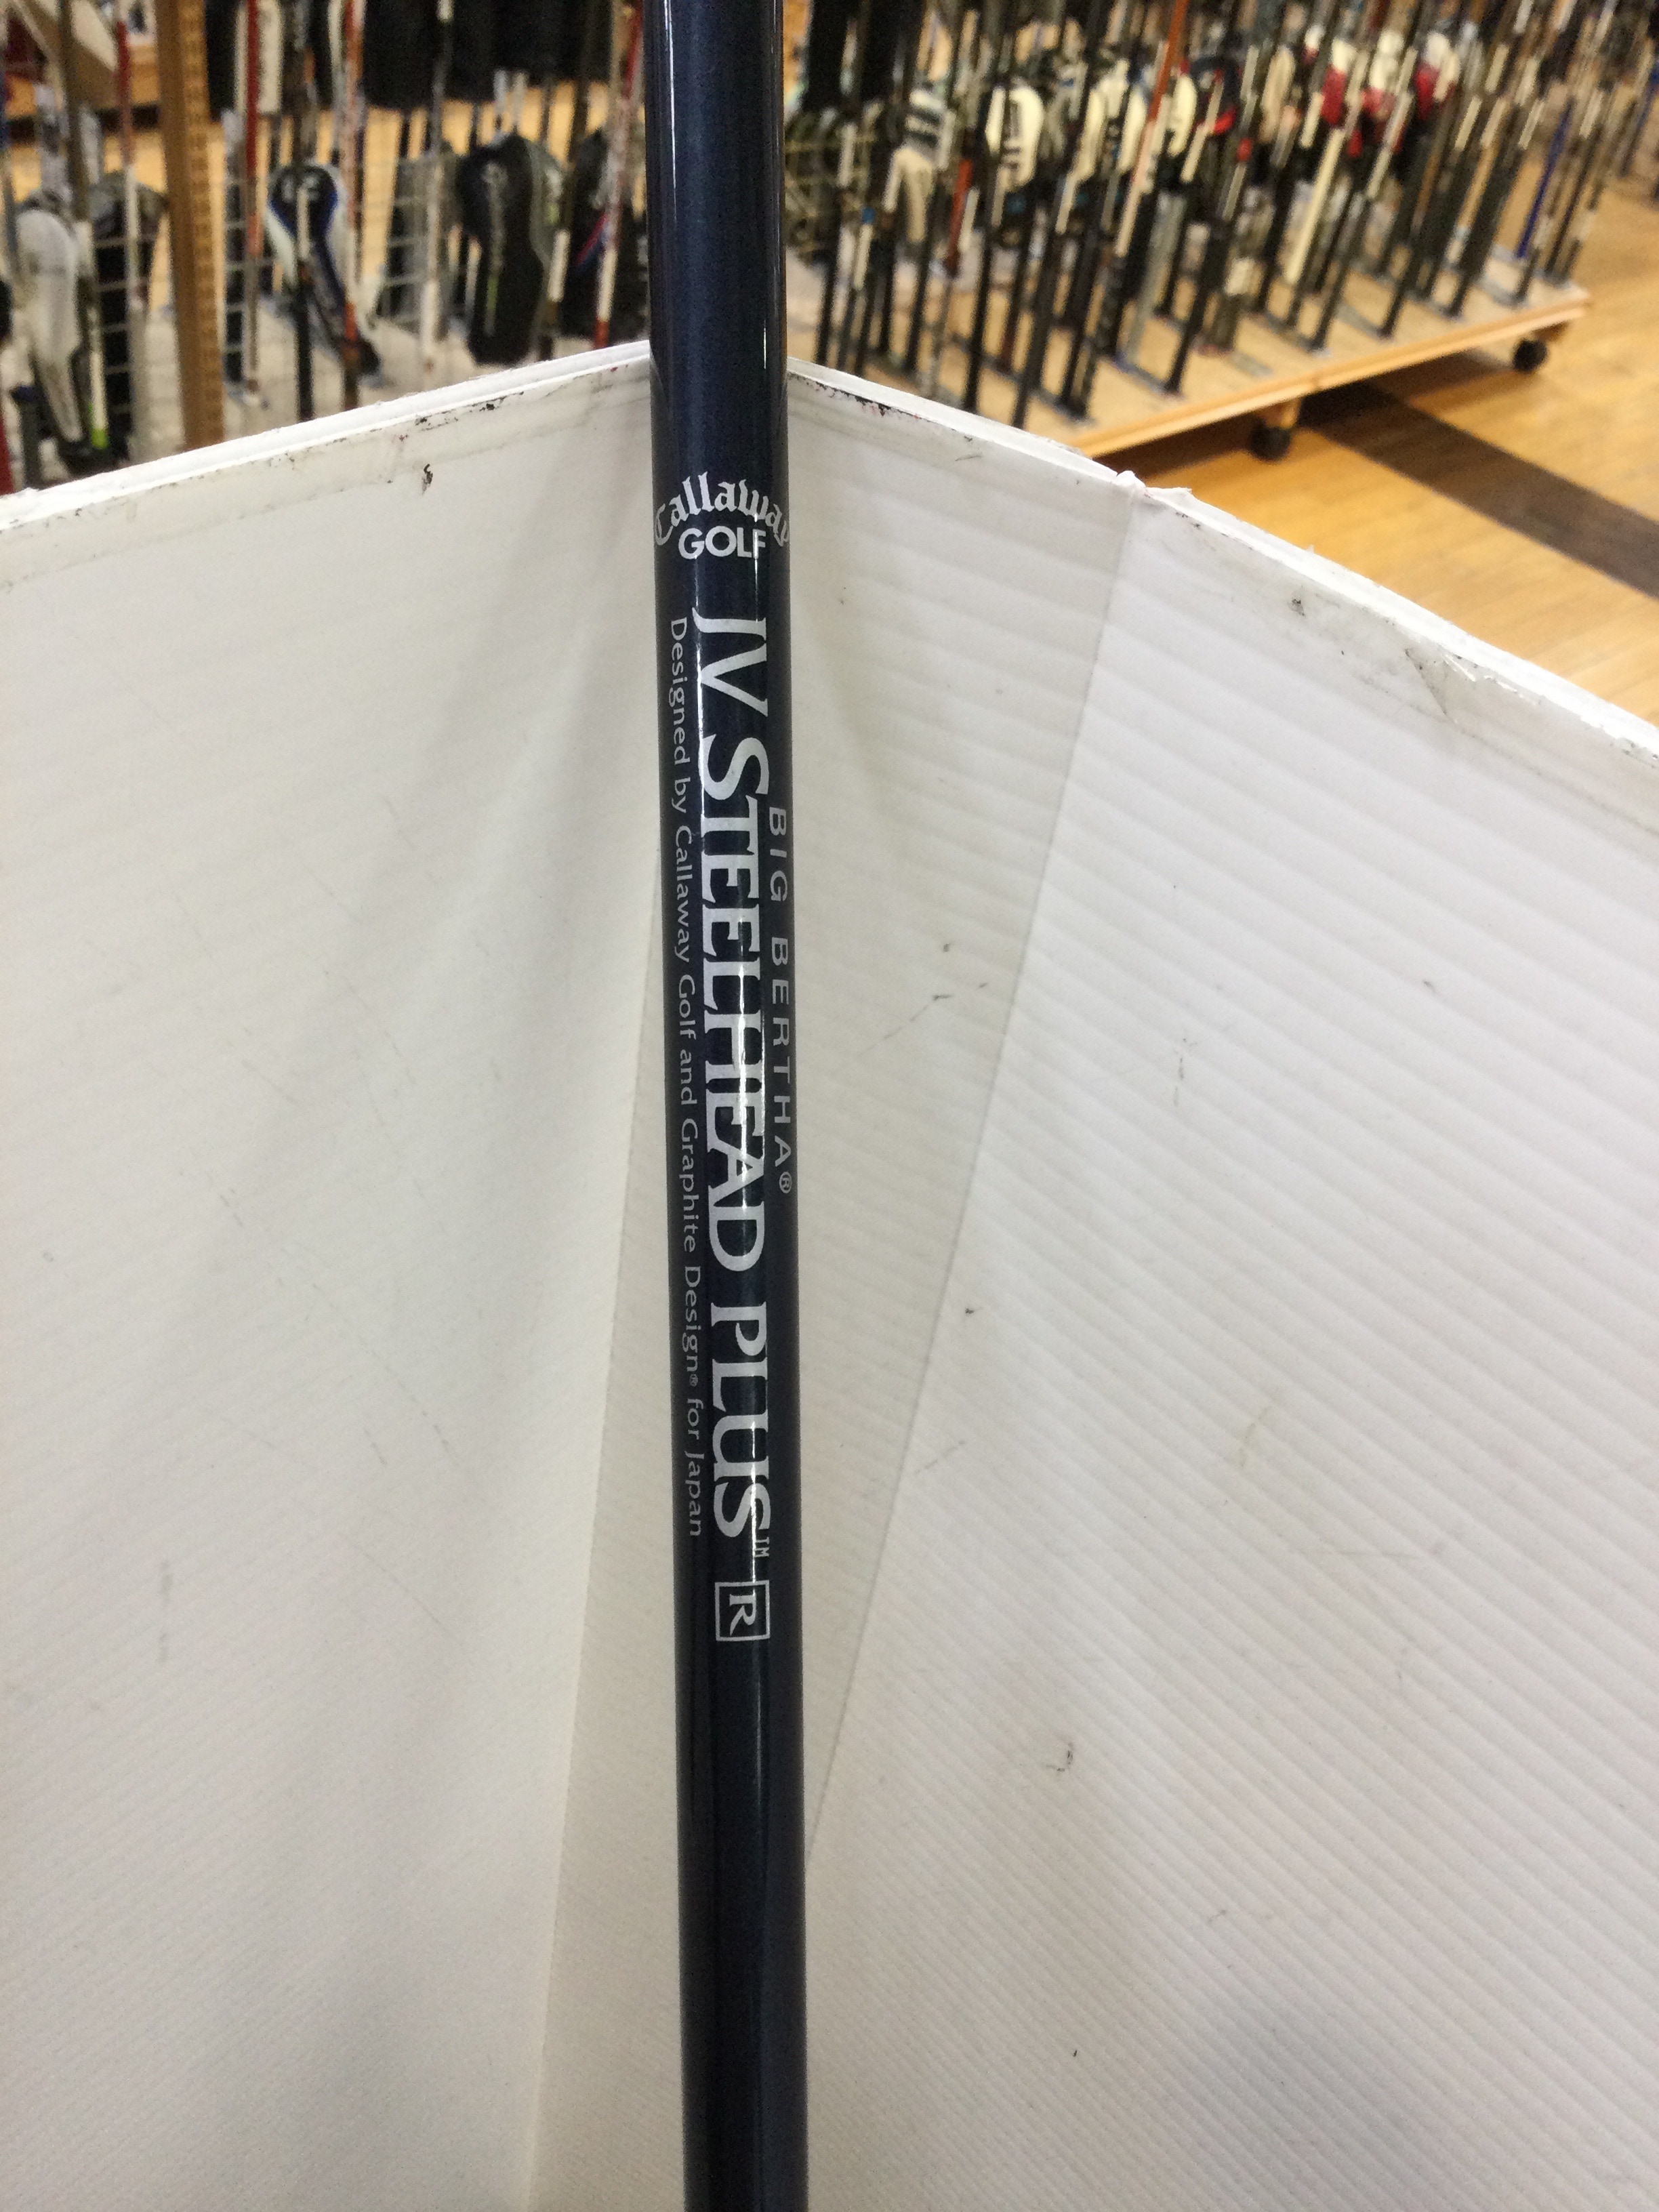 Callaway
GOLF
BIG BERTHA®
JV STEELHEAD PLUS™ R
Designed by Callaway Golf and Graphite Design® for Japan